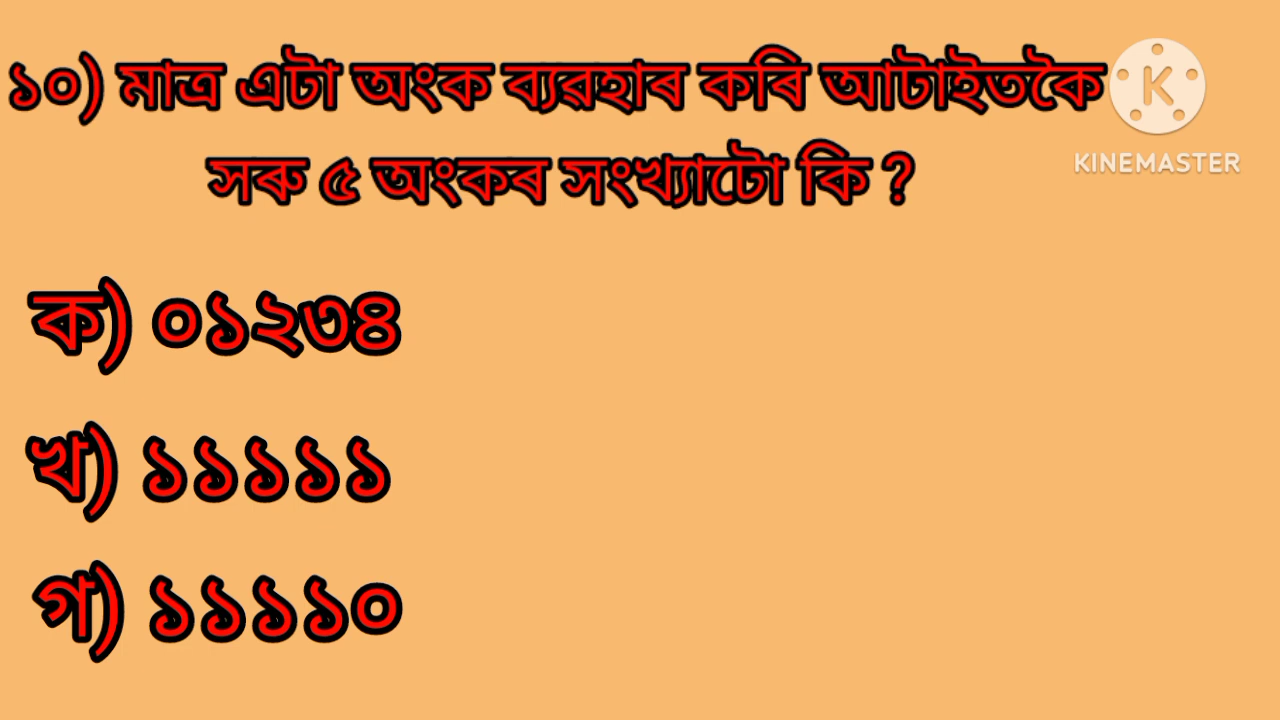 ১০) মাত্ৰ এটা অংক ব্যৱহাৰ কৰি আটাইতকৈ
সৰু ৫ অংকৰ সংখ্যাটো কি ?
KINEMASTER
ক) ০১২৩৪
খ) ১১১১১
গ) ১১১১০